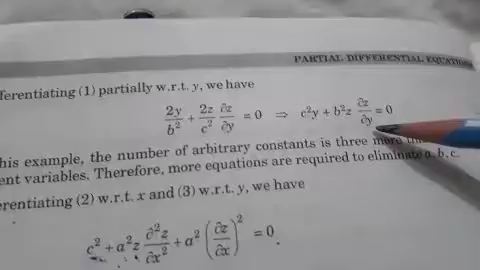 PARTIAL DIFFERENTIAL EQUATIONS
ferentiating (1) partially w.r.t. y, we have
2y/b² + 2z/c² ∂z/∂y = 0 ⇒ c²y + b²z ∂z/∂y = 0
his example, the number of arbitrary constants is three more
ent variables. Therefore, more equations are required to eliminate a, b, c.
erentiating (2) w.r.t. x and (3) w.r.t. y, we have
c² + a²z ∂²z/∂x² + a² (∂z/∂x)² = 0.